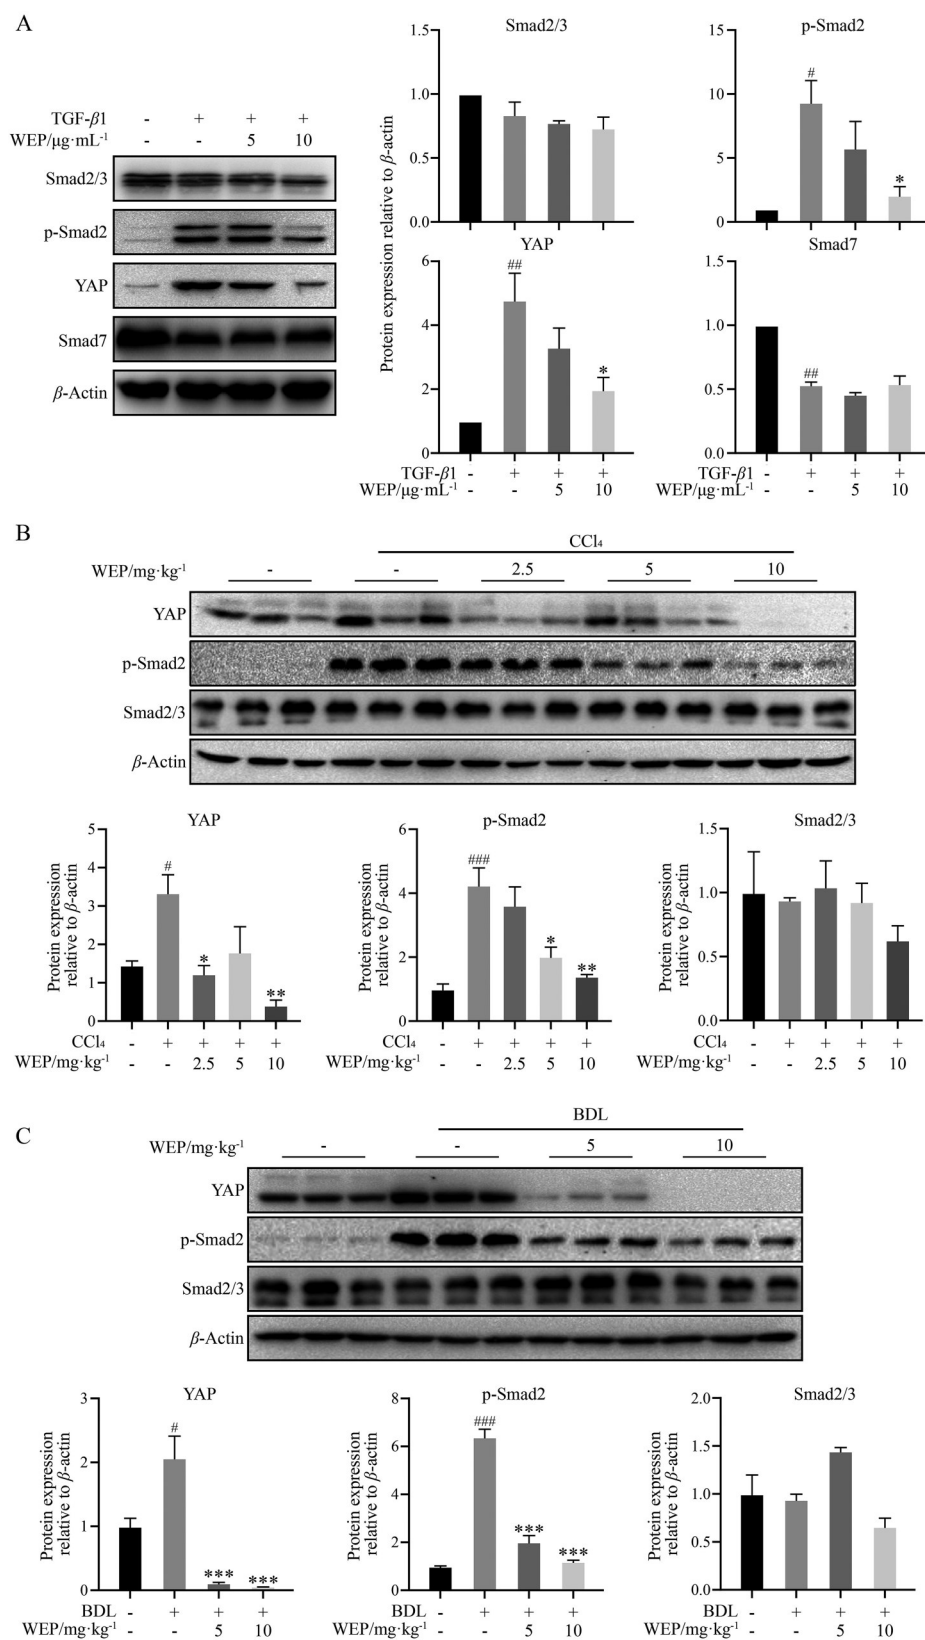 A
TGF-β1 - + + +
WEP/μg·mL⁻¹ - - 5 10
Smad2/3
p-Smad2
YAP
Smad7
β-Actin
Protein expression relative to β-actin
Smad2/3
1.5
1.0
0.5
0.0
p-Smad2
15
10
5
0
#
*
YAP
6
4
2
0
##
*
TGF-β1 - + + +
WEP/μg·mL⁻¹ - - 5 10
Smad7
1.5
1.0
0.5
0.0
##
TGF-β1 - + + +
WEP/μg·mL⁻¹ - - 5 10
B
CCl₄
WEP/mg·kg⁻¹ - - 2.5 5 10
YAP
p-Smad2
Smad2/3
β-Actin
YAP
Protein expression
relative to β-actin
5
4
3
2
1
0
#
*
**
CCl₄ - + + + +
WEP/mg·kg⁻¹ - - 2.5 5 10
p-Smad2
Protein expression
relative to β-actin
6
4
2
0
###
*
**
CCl₄ - + + + +
WEP/mg·kg⁻¹ - - 2.5 5 10
Smad2/3
Protein expression
relative to β-actin
1.5
1.0
0.5
0.0
CCl₄ - + + + +
WEP/mg·kg⁻¹ - - 2.5 5 10
C
BDL
WEP/mg·kg⁻¹ - - 5 10
YAP
p-Smad2
Smad2/3
β-Actin
YAP
Protein expression
relative to β-actin
3
2
1
0
#
***
***
BDL - + + +
WEP/mg·kg⁻¹ - - 5 10
p-Smad2
Protein expression
relative to β-actin
8
6
4
2
0
###
***
***
BDL - + + +
WEP/mg·kg⁻¹ - - 5 10
Smad2/3
Protein expression
relative to β-actin
2.0
1.5
1.0
0.5
0.0
BDL - + + +
WEP/mg·kg⁻¹ - - 5 10